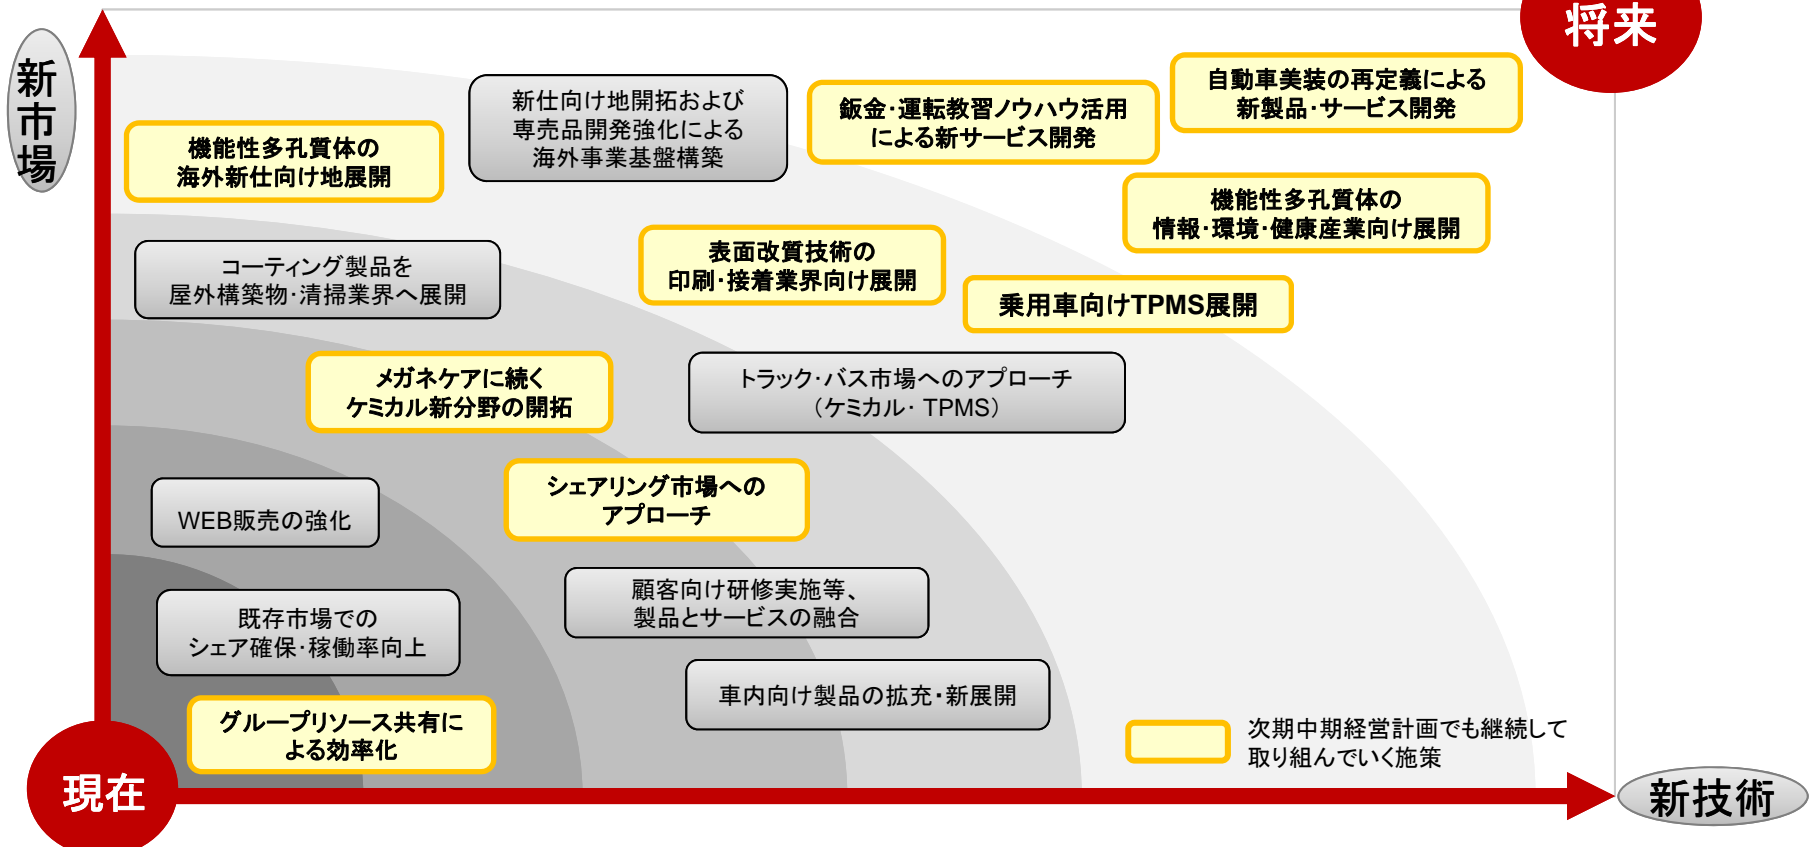 将来
新市場
自動車美装の再定義による
新製品・サービス開発
新仕向け地開拓および
専売品開発強化による
海外事業基盤構築
鈑金・運転教習ノウハウ活用
による新サービス開発
機能性多孔質体の
海外新仕向け地展開
機能性多孔質体の
情報・環境・健康産業向け展開
表面改質技術の
印刷・接着業界向け展開
コーティング製品を
屋外構築物・清掃業界へ展開
乗用車向けTPMS展開
メガネケアに続く
ケミカル新分野の開拓
トラック・バス市場へのアプローチ
（ケミカル・ TPMS）
シェアリング市場への
アプローチ
WEB販売の強化
顧客向け研修実施等、
製品とサービスの融合
既存市場での
シェア確保・稼働率向上
車内向け製品の拡充・新展開
グループリソース共有に
よる効率化
次期中期経営計画でも継続して
取り組んでいく施策
現在
新技術